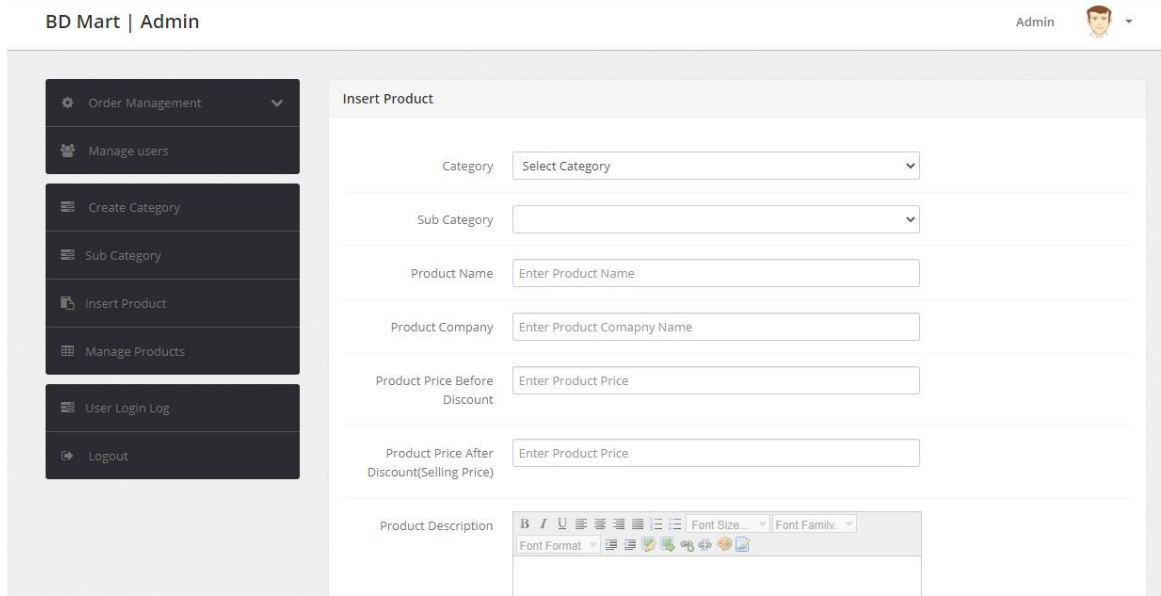 BD Mart | Admin
Admin
Order Management
Manage users
Create Category
Sub Category
Insert Product
Manage Products
User Login Log
Logout
Insert Product
Category
Select Category
Sub Category
Product Name
Enter Product Name
Product Company
Enter Product Comapny Name
Product Price Before
Discount
Enter Product Price
Product Price After
Discount(Selling Price)
Enter Product Price
Product Description
B I U Font Size... Font Family.
Font Format